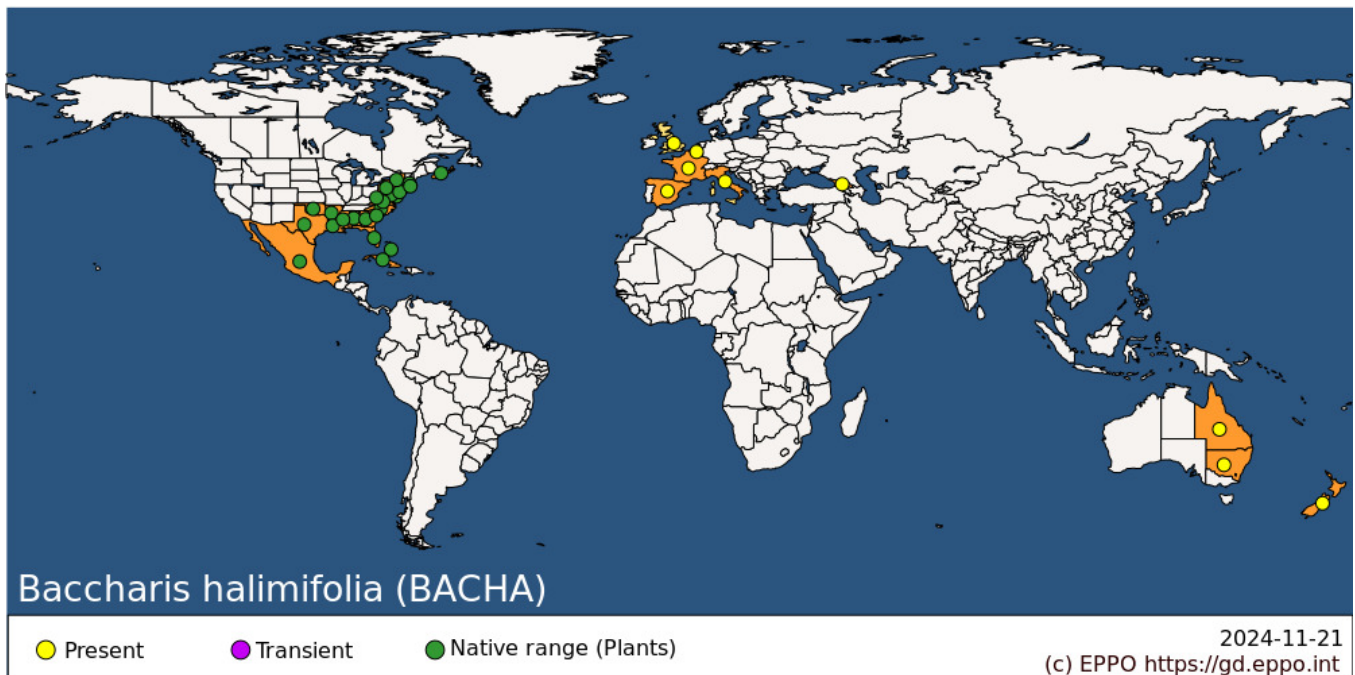 Baccharis halimifolia (BACHA)
Present
Transient
Native range (Plants)
2024-11-21
(c) EPPO https://gd.eppo.int